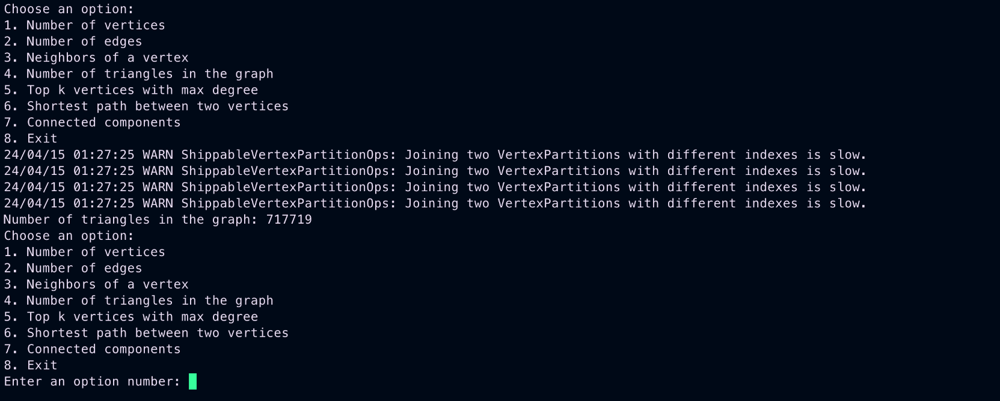 Choose an option:
1. Number of vertices
2. Number of edges
3. Neighbors of a vertex
4. Number of triangles in the graph
5. Top k vertices with max degree
6. Shortest path between two vertices
7. Connected components
8. Exit
24/04/15 01:27:25 WARN ShippableVertexPartitionOps: Joining two VertexPartitions with different indexes is slow.
24/04/15 01:27:25 WARN ShippableVertexPartitionOps: Joining two VertexPartitions with different indexes is slow.
24/04/15 01:27:25 WARN ShippableVertexPartitionOps: Joining two VertexPartitions with different indexes is slow.
24/04/15 01:27:25 WARN ShippableVertexPartitionOps: Joining two VertexPartitions with different indexes is slow.
Number of triangles in the graph: 717719
Choose an option:
1. Number of vertices
2. Number of edges
3. Neighbors of a vertex
4. Number of triangles in the graph
5. Top k vertices with max degree
6. Shortest path between two vertices
7. Connected components
8. Exit
Enter an option number: